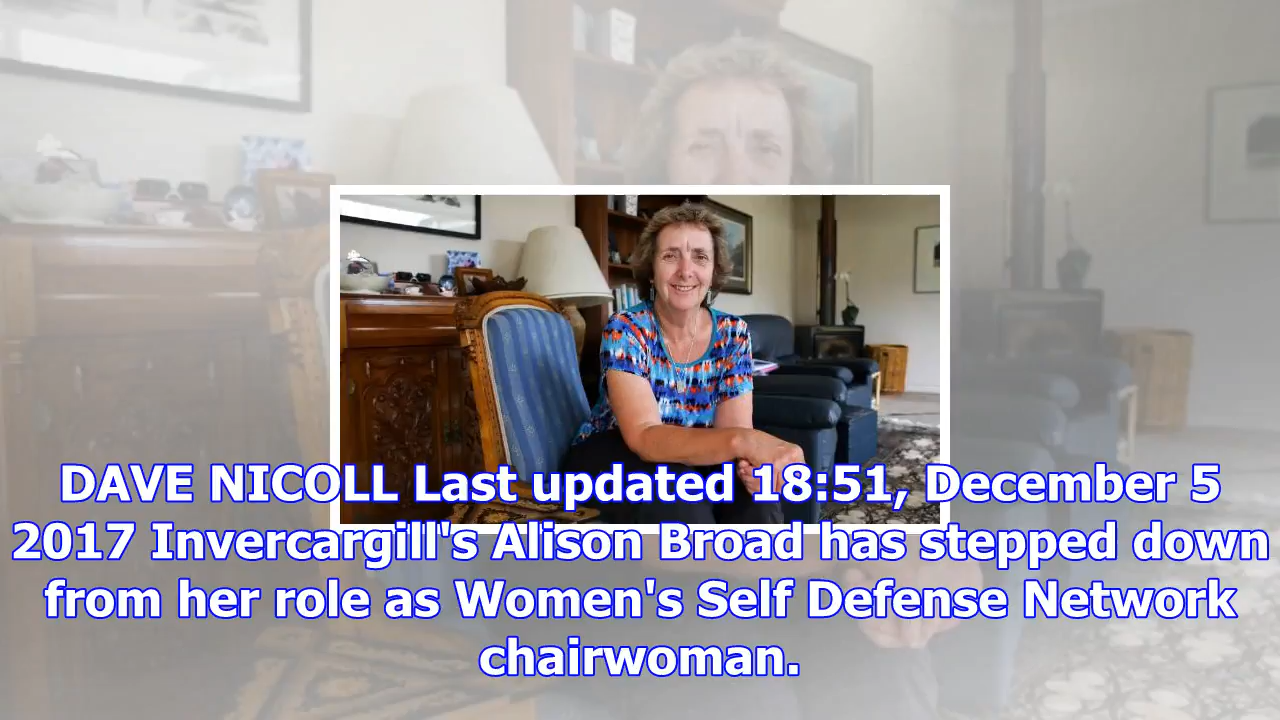 DAVE NICOLL Last updated 18:51, December 5
2017 Invercargill's Alison Broad has stepped down
from her role as Women's Self Defense Network
chairwoman.